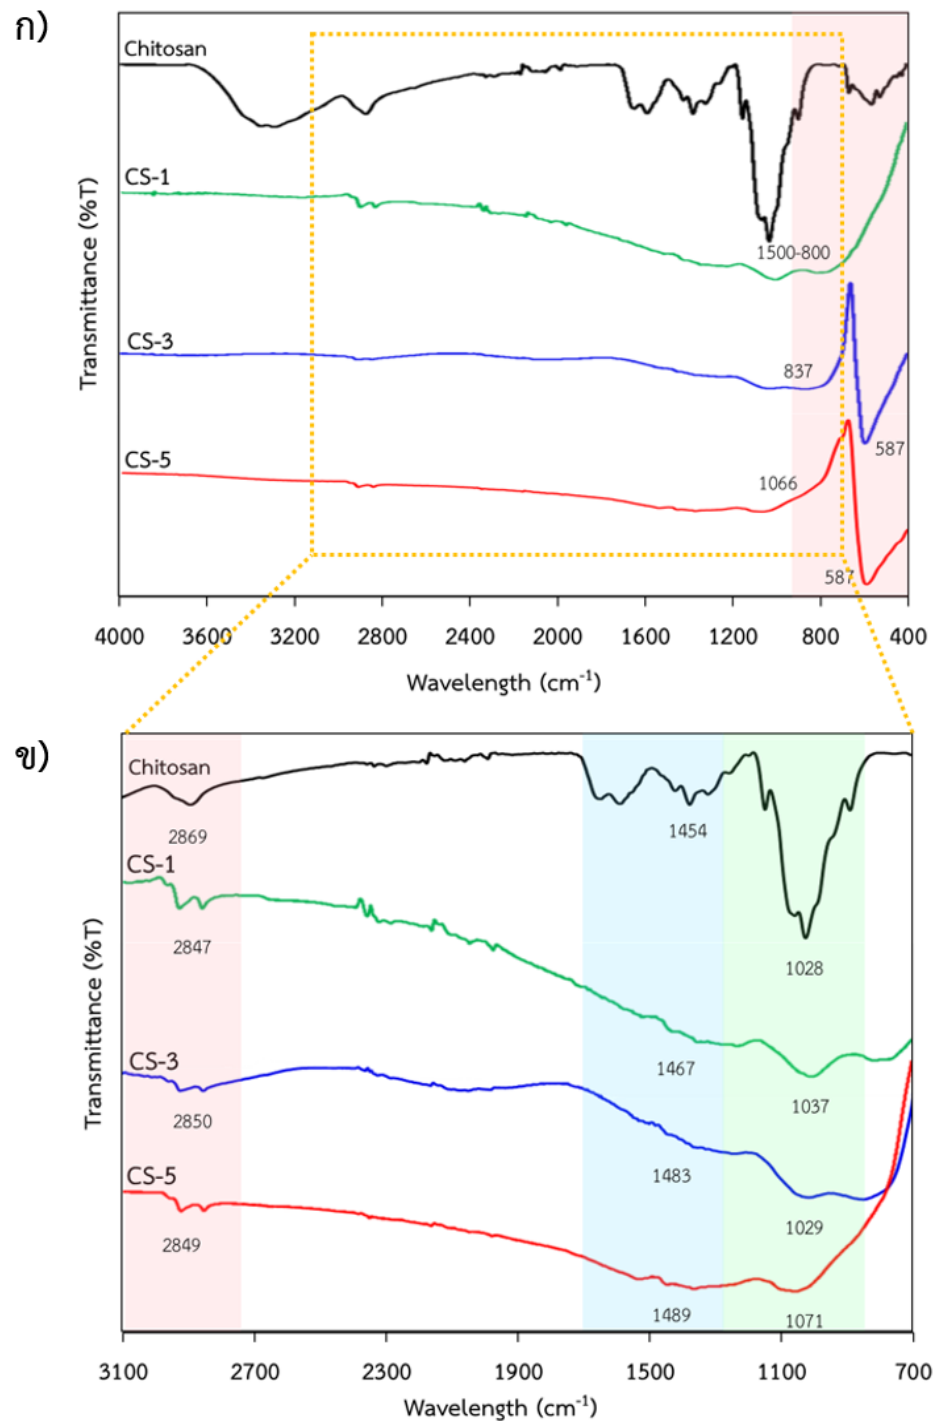 ก)
Chitosan
CS-1
1500-800
CS-3
837
587
CS-5
1066
587
Transmittance (%T)
4000 3600 3200 2800 2400 2000 1600 1200 800 400
Wavelength (cm⁻¹)
ข)
Chitosan
2869
1454
1028
CS-1
2847
1467
1037
CS-3
2850
1483
1029
CS-5
2849
1489
1071
Transmittance (%T)
3100 2700 2300 1900 1500 1100 700
Wavelength (cm⁻¹)